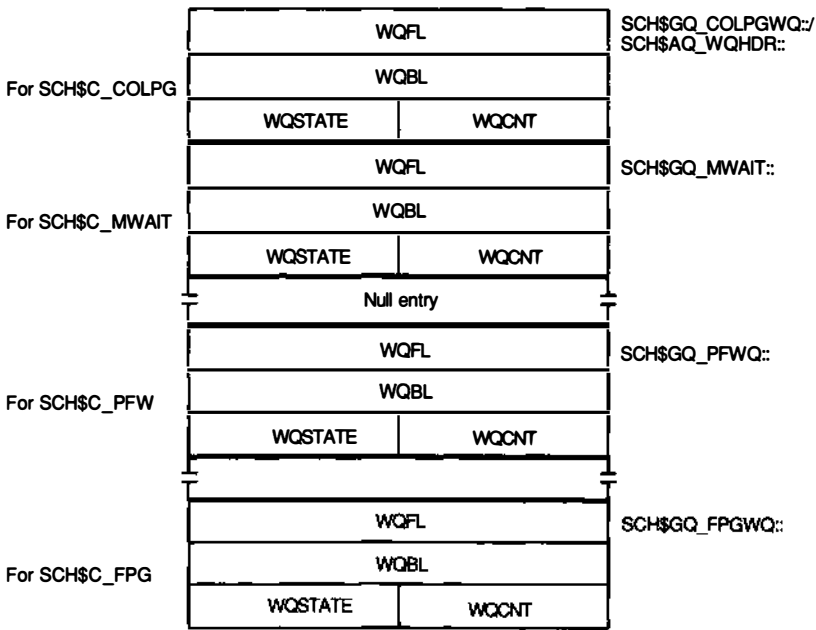 WQFL
SCH$GQ_COLPGWQ::/
SCH$AQ_WQHDR::
For SCH$C_COLPG
WQBL
WQSTATE WQCNT
WQFL
SCH$GQ_MWAIT::
For SCH$C_MWAIT
WQBL
WQSTATE WQCNT
Null entry
WQFL
SCH$GQ_PFWQ::
For SCH$C_PFW
WQBL
WQSTATE WQCNT
WQFL
SCH$GQ_FPGWQ::
For SCH$C_FPG
WQBL
WQSTATE WQCNT